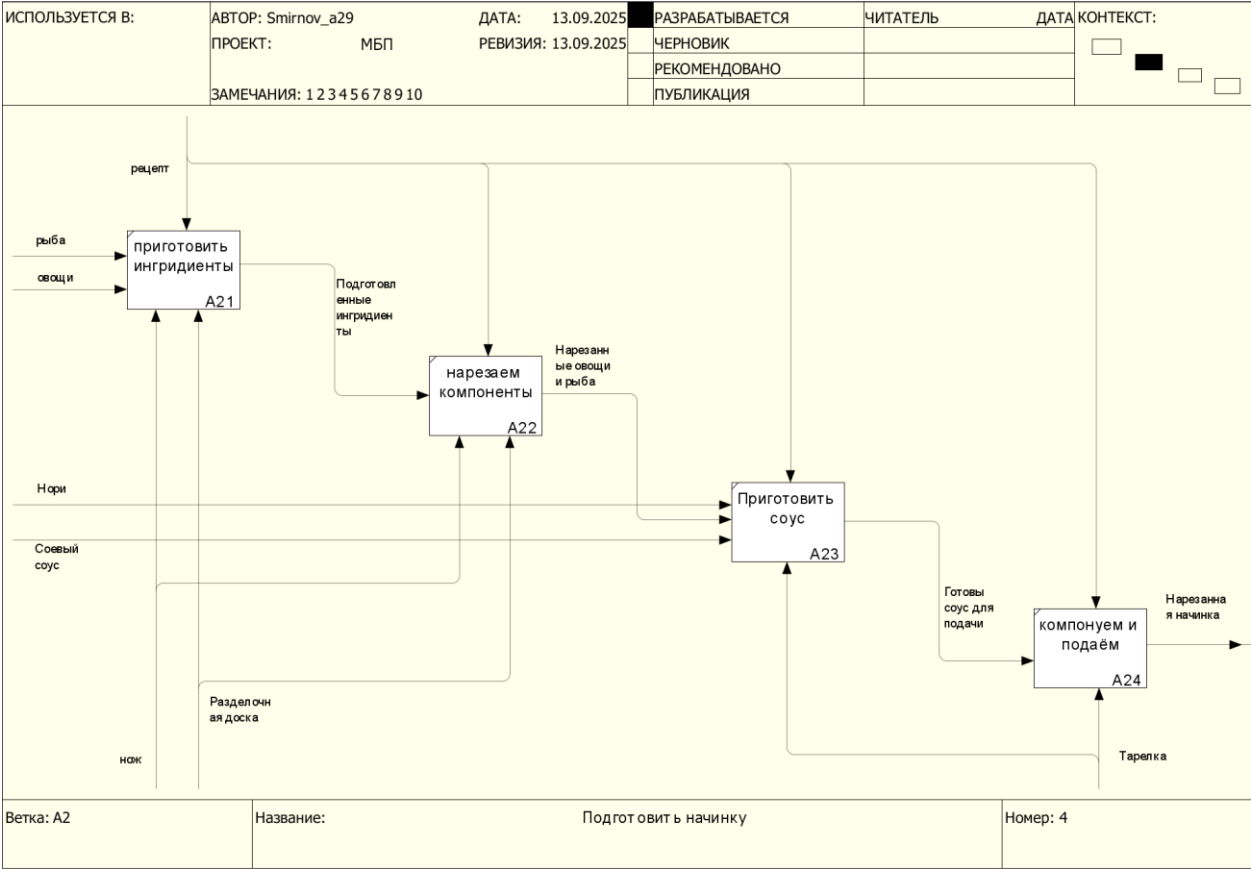 ИСПОЛЬЗУЕТСЯ В:
АВТОР: Smirnov_a29
ДАТА: 13.09.2025
ПРОЕКТ: МБП
РЕВИЗИЯ: 13.09.2025
ЗАМЕЧАНИЯ: 1 2 3 4 5 6 7 8 9 10
РАЗРАБАТЫВАЕТСЯ
ЧЕРНОВИК
РЕКОМЕНДОВАНО
ПУБЛИКАЦИЯ
ЧИТАТЕЛЬ
ДАТА
КОНТЕКСТ:
рецепт
рыба
овощи
приготовить
ингридиенты
A21
Подготовл
енные
ингридиен
ты
нарезаем
компоненты
A22
Нарезанн
ые овощи
и рыба
Нори
Соевый
соус
Приготовить
соус
A23
Готовы
соус для
подачи
компонуем и
подаём
A24
Нарезанна
я начинка
Разделочн
ая доска
нож
Тарелка
Ветка: A2
Название:
Подготовить начинку
Номер: 4